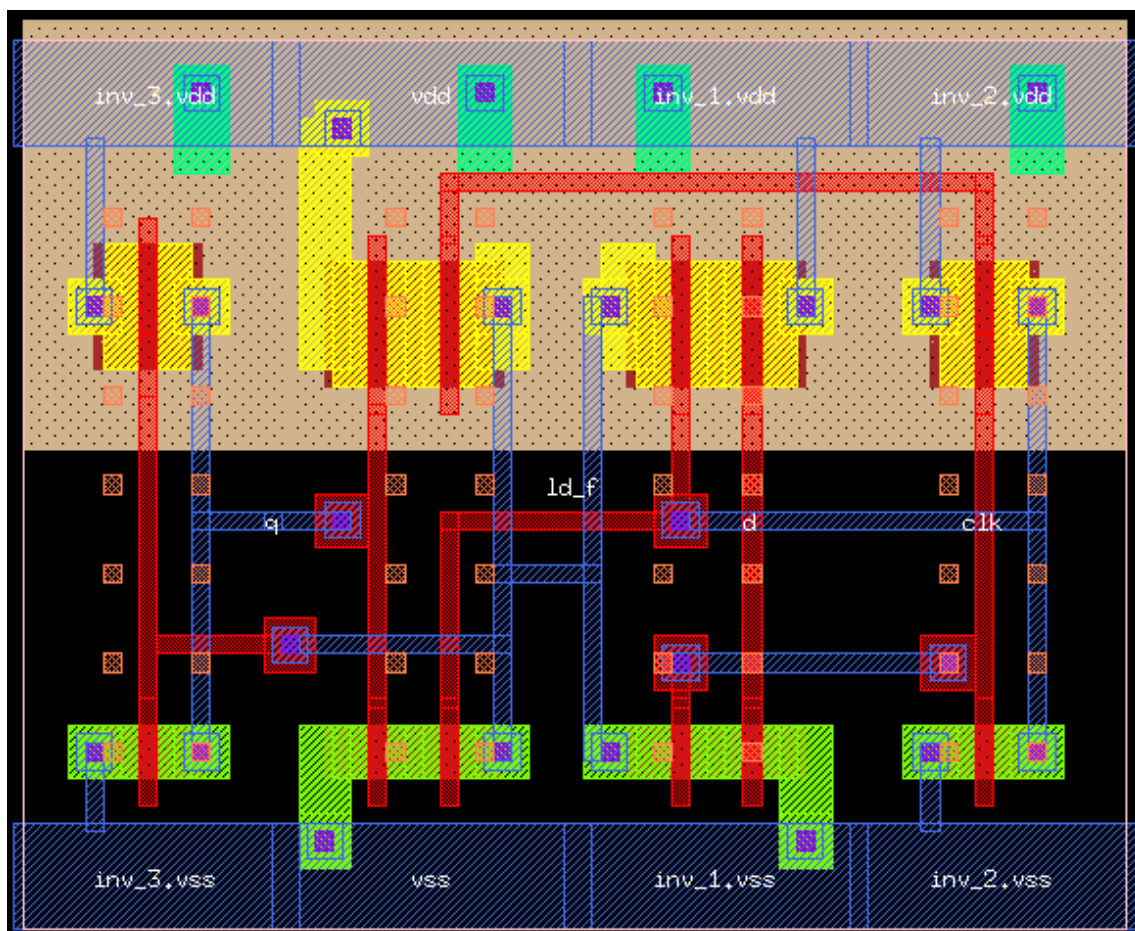 inv_3.vdd vdd inv_1.vdd inv_2.vdd
ld_f
q d clk
inv_3.vss vss inv_1.vss inv_2.vss